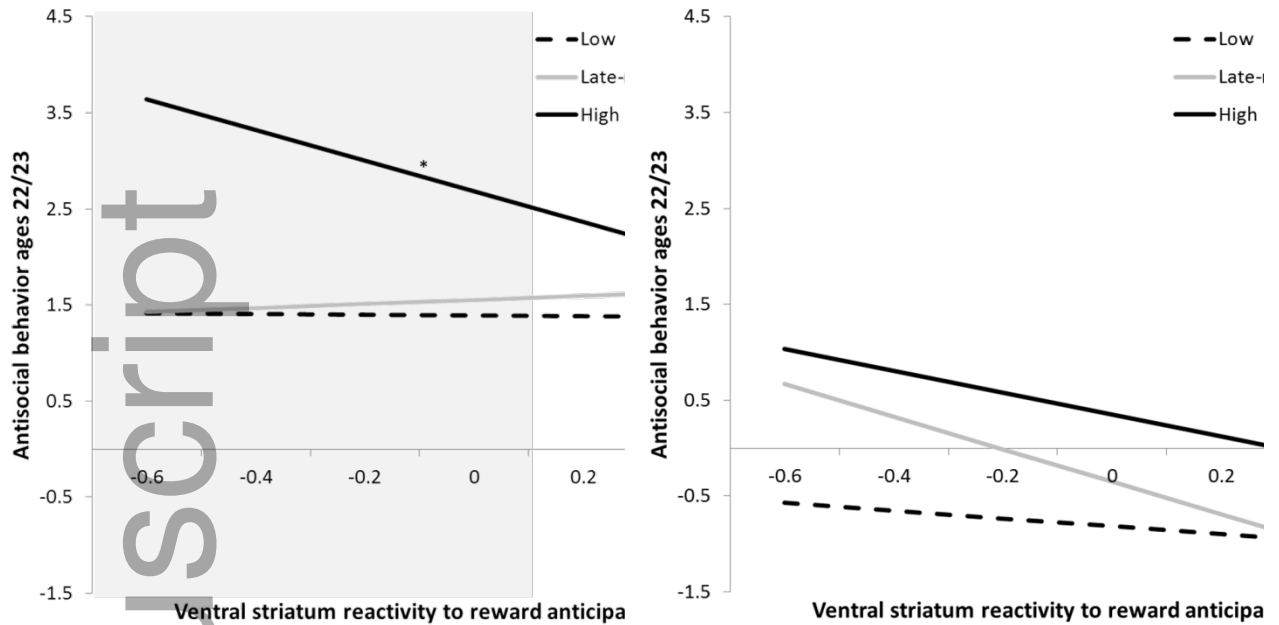 4.5
3.5
2.5
1.5
0.5
-0.5
-1.5
Antisocial behavior ages 22/23
-0.6
-0.4
-0.2
0
0.2
Low
Late-
High
*
Ventral striatum reactivity to reward anticipa
script
4.5
3.5
2.5
1.5
0.5
-0.5
-1.5
Antisocial behavior ages 22/23
-0.6
-0.4
-0.2
0
0.2
Low
Late-
High
Ventral striatum reactivity to reward anticipa